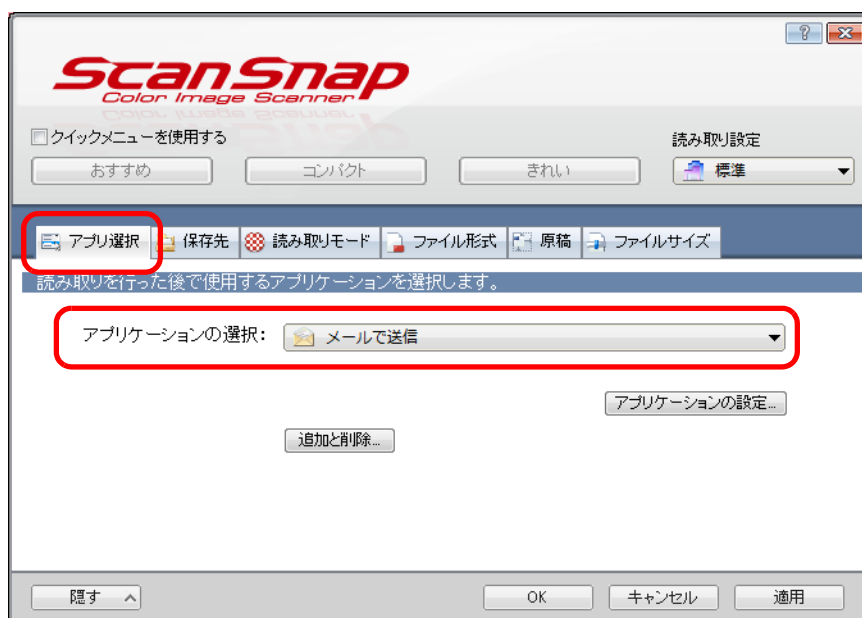 ScanSnap
Color Image Scanner
クイックメニューを使用する
読み取り設定
おすすめ コンパクト きれい 標準
アプリ選択 保存先 読み取りモード ファイル形式 原稿 ファイルサイズ
読み取りを行った後で使用するアプリケーションを選択します。
アプリケーションの選択: メールで送信
アプリケーションの設定...
追加と削除...
隠す OK キャンセル 適用